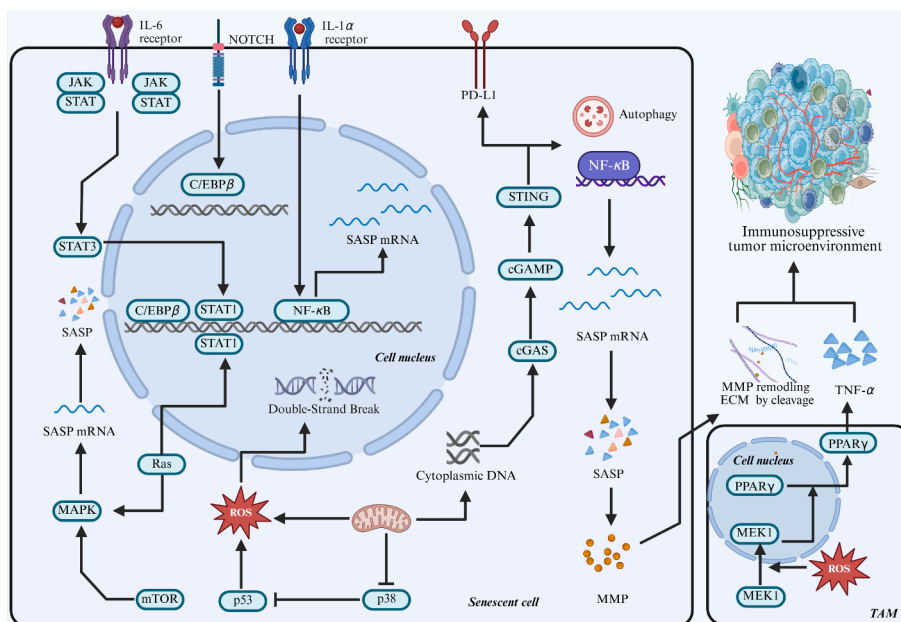 IL-6
receptor
NOTCH
IL-1α
receptor
JAK
STAT
JAK
STAT
PD-L1
Autophagy
NF-κB
C/EBPβ
STING
SASP mRNA
Immunosuppressive
tumor microenvironment
STAT3
cGAMP
C/EBPβ
STAT1
NF-κB
SASP
STAT1
SASP mRNA
cGAS
Cell nucleus
MMP remodling
ECM by cleavage
TNF-α
Double-Strand Break
SASP mRNA
Ras
Cytoplasmic DNA
SASP
Cell nucleus
PPARγ
PPARγ
MAPK
ROS
MEK1
ROS
mTOR
p53
p38
Senescent cell
MMP
MEK1
TAM